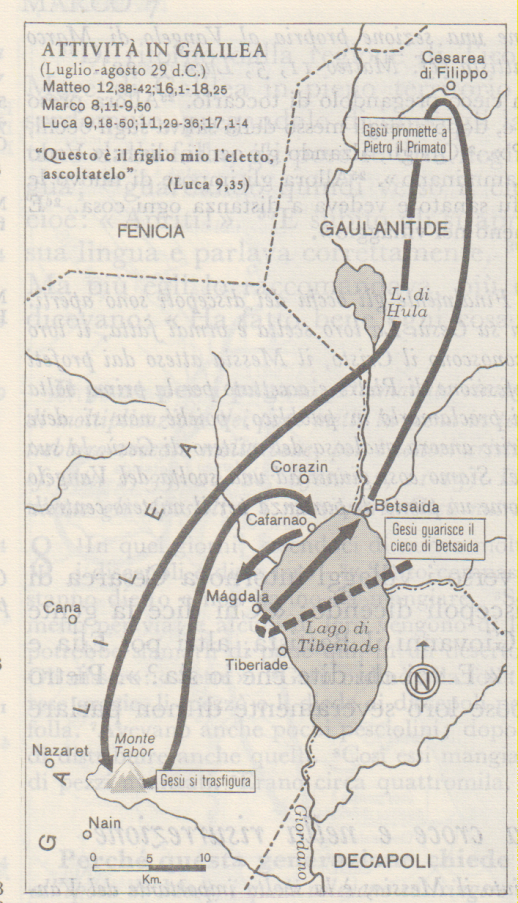 MARCO 7
ATTIVITÀ IN GALILEA
(Luglio-agosto 29 d.C.)
Matteo 12,38-42;16,1-18,25
Marco 8,11-9,50
Luca 9,18-50;11,29-36;17,1-4
"Questo è il figlio mio l'eletto,
ascoltatelo"
(Luca 9,35)
Cesarea
di Filippo
Gesù promette a
Pietro il Primato
FENICIA
GAULANITIDE
L. di
Hula
GALILEA
Corazin
Betsaida
Cafarnao
Gesù guarisce il
cieco di Betsaida
Màgdala
Cana
Lago di
Tiberiade
Tiberiade
N
Monte
Tabor
Nazaret
Gesù si trasfigura
Nain
Giordano
DECAPOLI
0 5 10
Km.